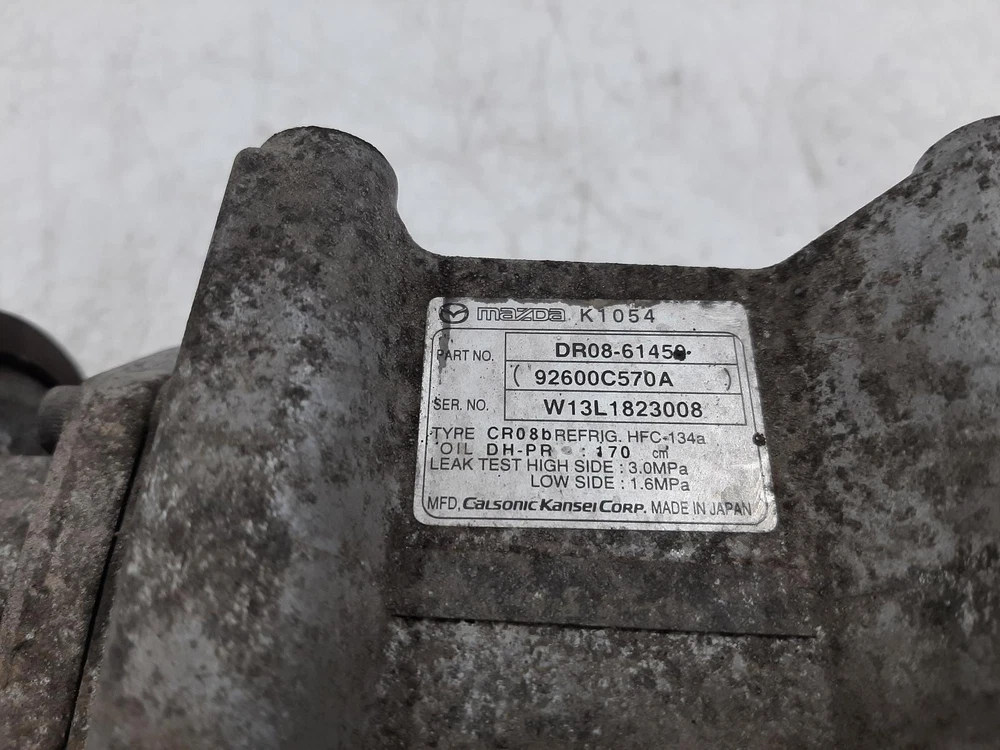 mazda K1054
PART NO. DR08-61450
(92600C570A)
SER. NO. W13L1823008
TYPE CR08b REFRIG. HFC-134a
OIL DH-PR : 170 cm
LEAK TEST HIGH SIDE : 3.0MPa
LOW SIDE : 1.6MPa
MFD. Calsonic Kansei Corp. MADE IN JAPAN